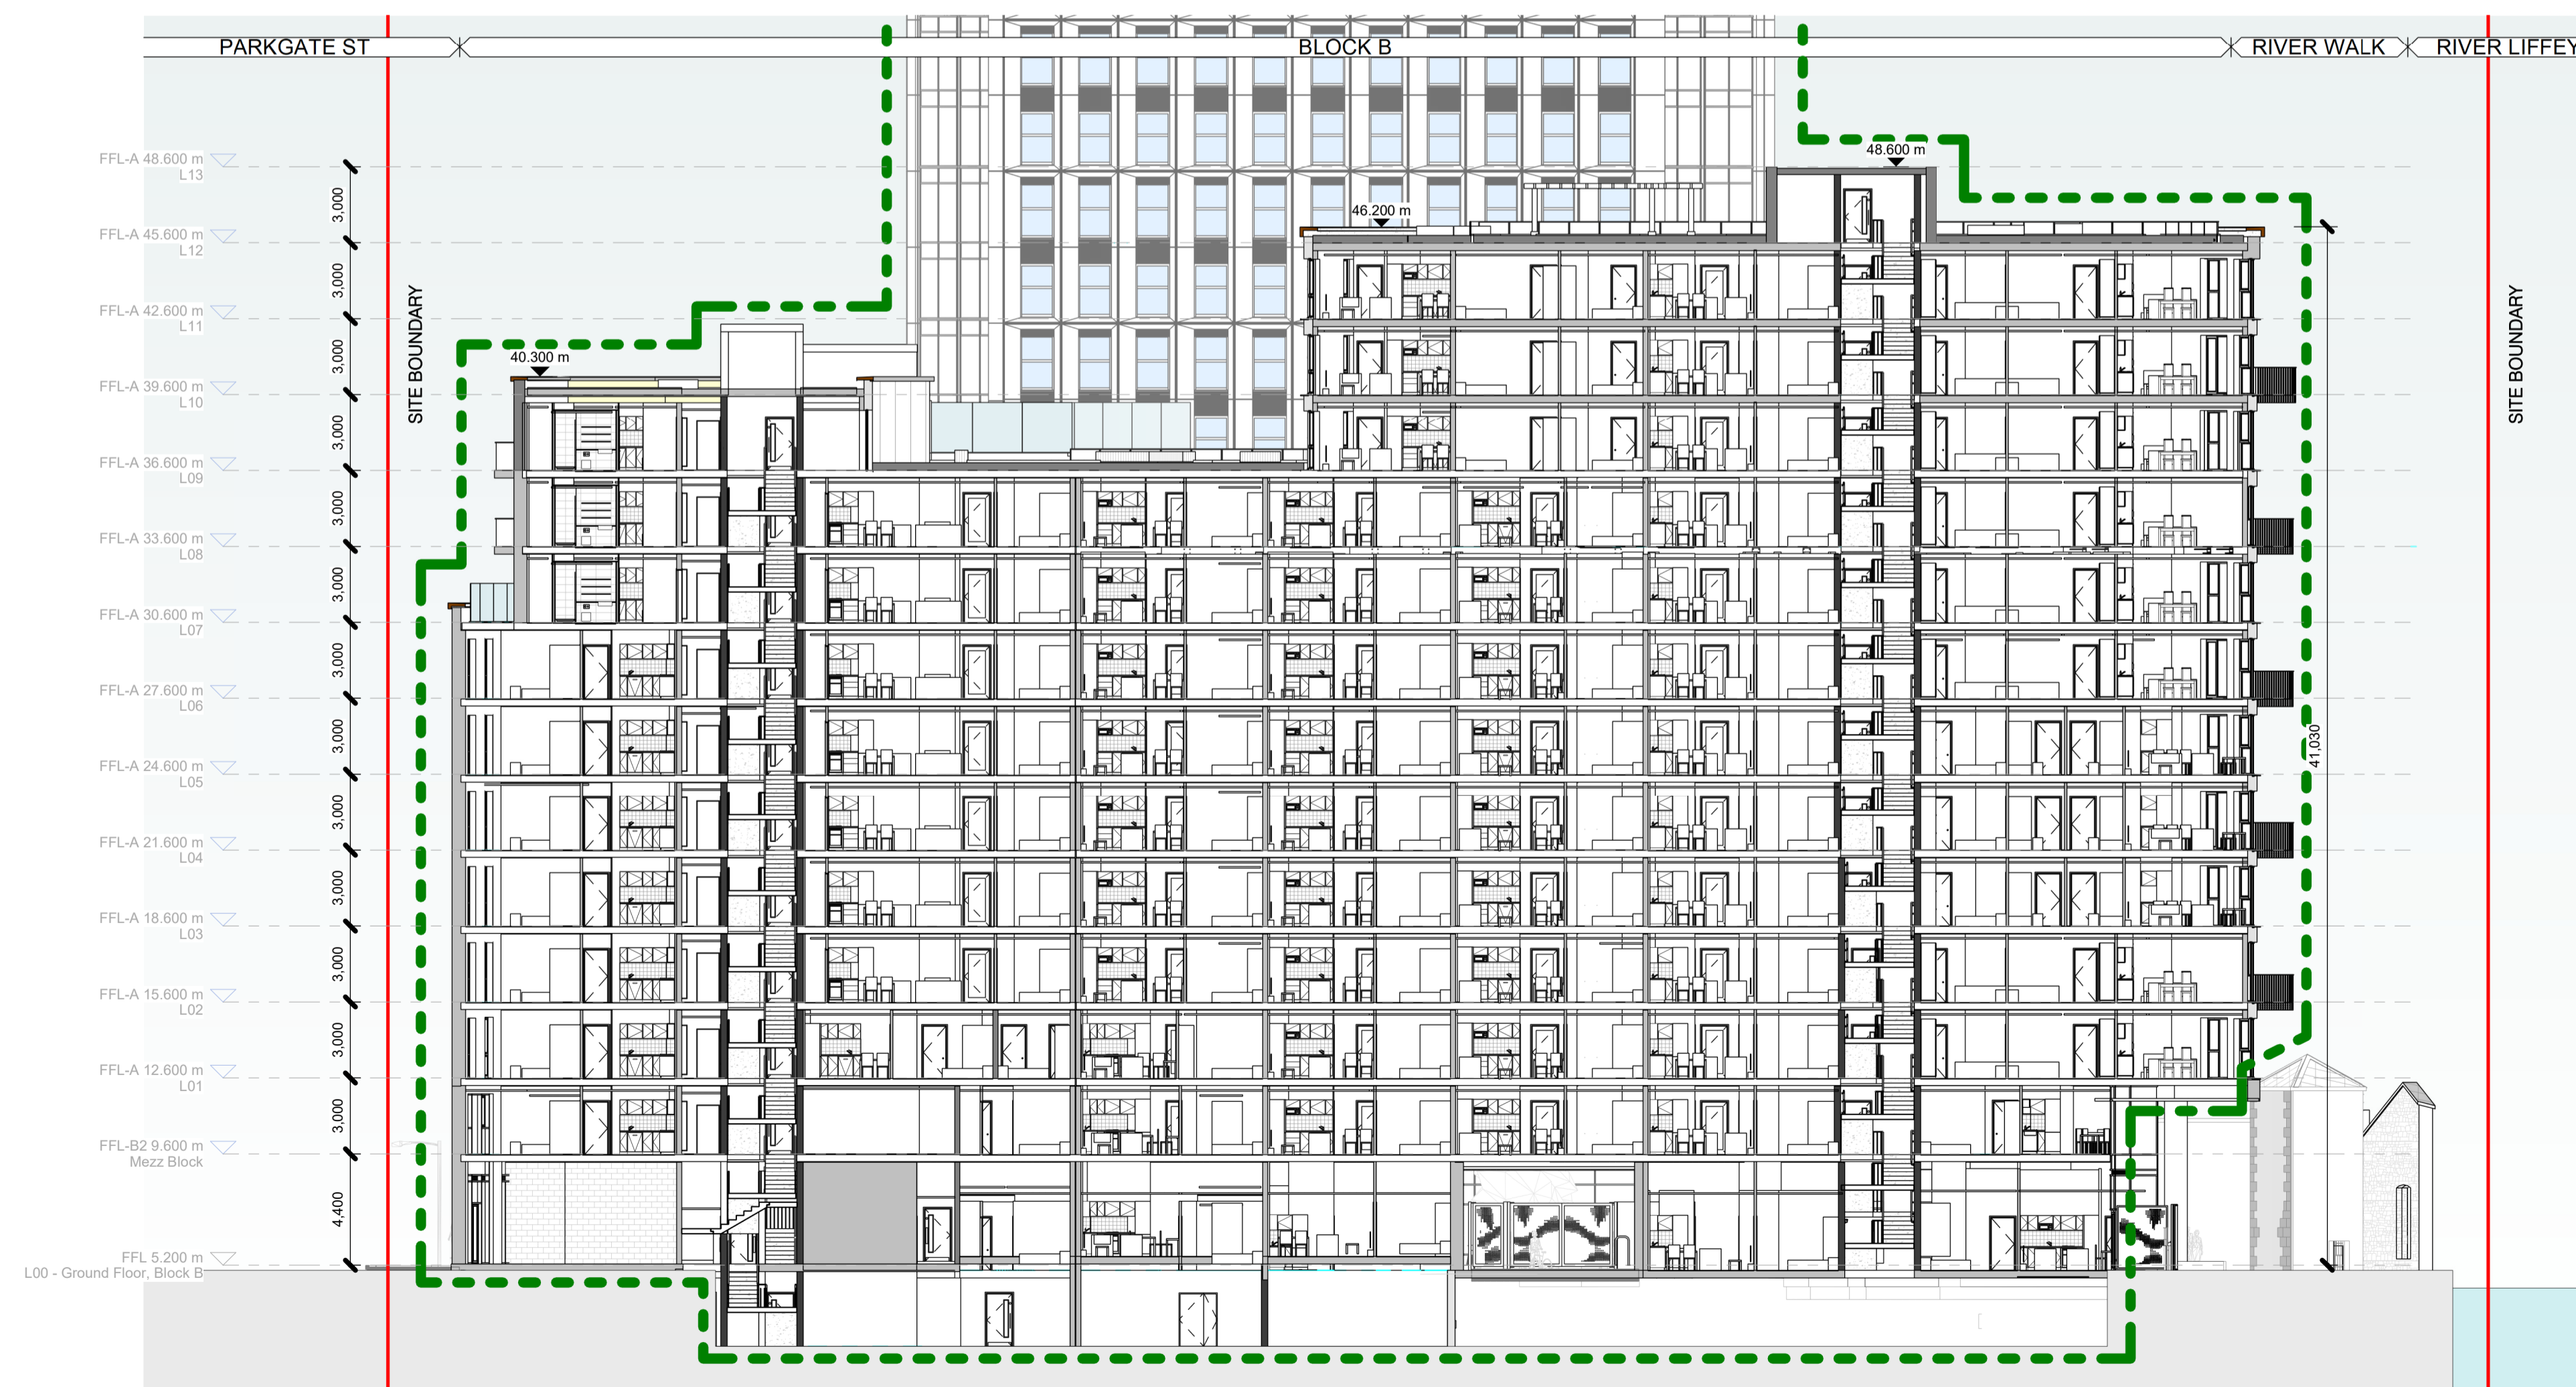 PARKGATE ST
BLOCK B
RIVER WALK
RIVER LIFFEY
FFL-A 48.600 m
L13
FFL-A 45.600 m
L12
FFL-A 42.600 m
L11
FFL-A 39.600 m
L10
FFL-A 36.600 m
L09
FFL-A 33.600 m
L08
FFL-A 30.600 m
L07
FFL-A 27.600 m
L06
FFL-A 24.600 m
L05
FFL-A 21.600 m
L04
FFL-A 18.600 m
L03
FFL-A 15.600 m
L02
FFL-A 12.600 m
L01
FFL-B2 9.600 m
Mezz Block
FFL 5.200 m
L00 - Ground Floor, Block B
3,000
3,000
3,000
3,000
3,000
3,000
3,000
3,000
3,000
3,000
3,000
3,000
3,000
4,400
SITE BOUNDARY
40.300 m
46.200 m
48.600 m
41,030
SITE BOUNDARY